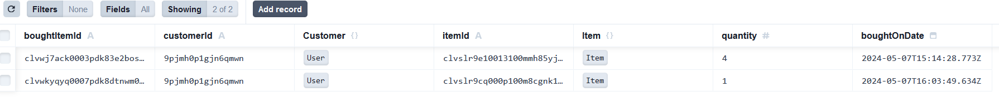 Filters None Fields All Showing 2 of 2 Add record
boughtItemId A customerId A Customer {} itemId A Item {} quantity # boughtOnDate
clvwj7ack0003pdk83e2bos… 9pjmh0p1gjn6qmwn User clvslr9e10013100mmh85yj… Item 4 2024-05-07T15:14:28.773Z
clvwkyqyq0007pdk8dtnwm0… 9pjmh0p1gjn6qmwn User clvslr9cq000p100m8cgnk1… Item 1 2024-05-07T16:03:49.634Z